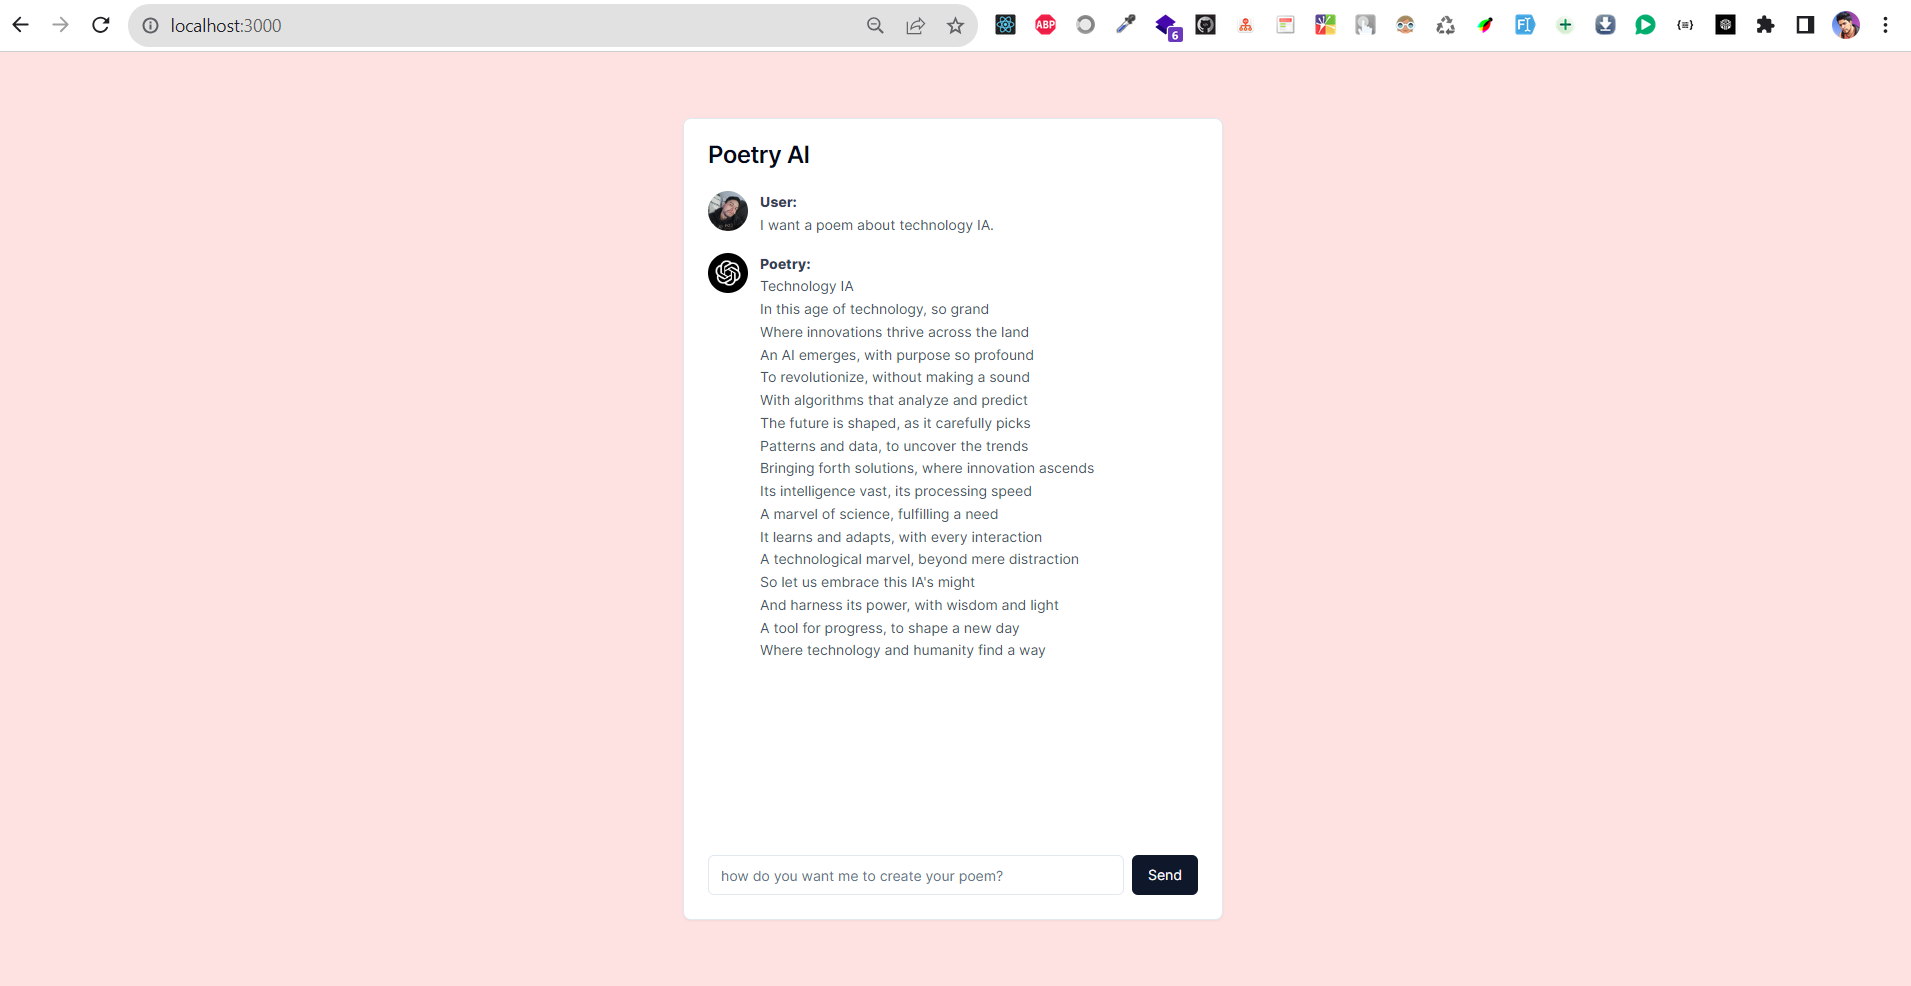 localhost:3000
ABP
6
FI
Poetry AI
User:
I want a poem about technology IA.
Poetry:
Technology IA
In this age of technology, so grand
Where innovations thrive across the land
An AI emerges, with purpose so profound
To revolutionize, without making a sound
With algorithms that analyze and predict
The future is shaped, as it carefully picks
Patterns and data, to uncover the trends
Bringing forth solutions, where innovation ascends
Its intelligence vast, its processing speed
A marvel of science, fulfilling a need
It learns and adapts, with every interaction
A technological marvel, beyond mere distraction
So let us embrace this IA's might
And harness its power, with wisdom and light
A tool for progress, to shape a new day
Where technology and humanity find a way
how do you want me to create your poem?
Send